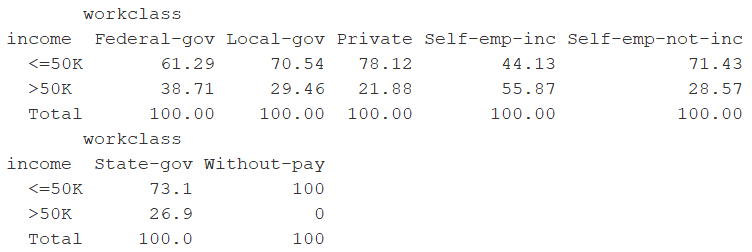 workclass
income Federal-gov Local-gov Private Self-emp-inc Self-emp-not-inc
<=50K 61.29 70.54 78.12 44.13 71.43
>50K 38.71 29.46 21.88 55.87 28.57
Total 100.00 100.00 100.00 100.00 100.00
workclass
income State-gov Without-pay
<=50K 73.1 100
>50K 26.9 0
Total 100.0 100